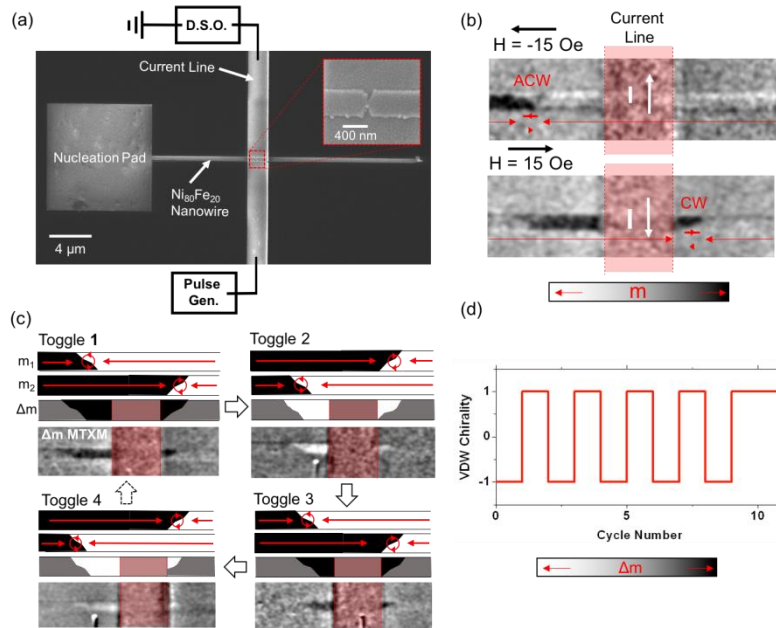 (a)
D.S.O.
Current Line
400 nm
Nucleation Pad
Ni80Fe20
Nanowire
4 μm
Pulse
Gen.
(b)
Current
Line
H = -15 Oe
ACW
I
H = 15 Oe
CW
I
m
(c)
Toggle 1
Toggle 2
m1
m2
Δm
Δm MTXM
Toggle 4
Toggle 3
(d)
VDW Chirality
1
0
-1
0
5
10
Cycle Number
Δm